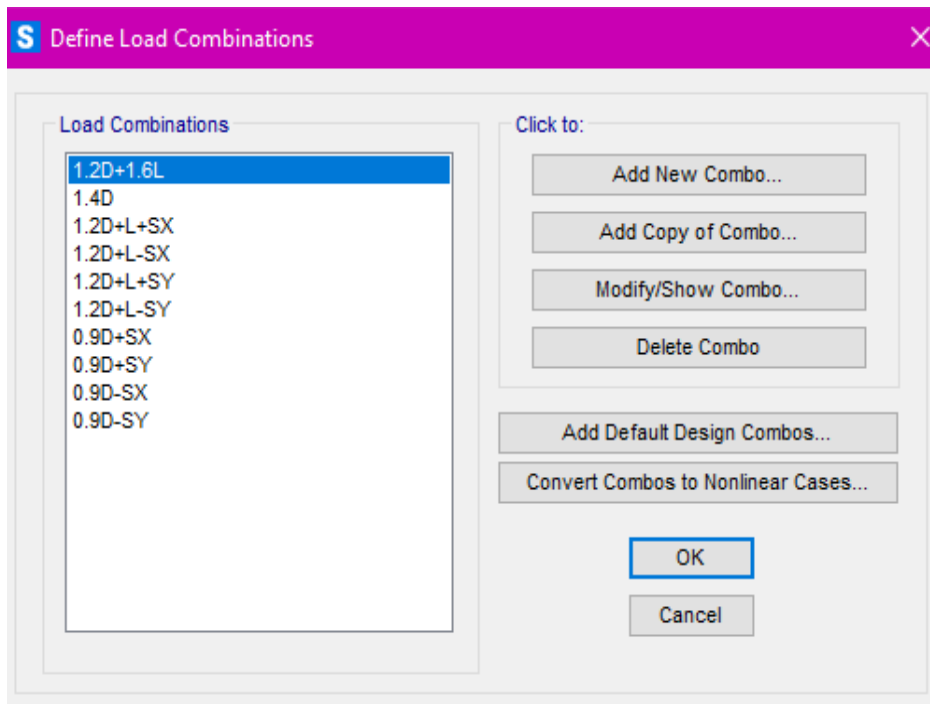 S Define Load Combinations
Load Combinations
1.2D+1.6L
1.4D
1.2D+L+SX
1.2D+L-SX
1.2D+L+SY
1.2D+L-SY
0.9D+SX
0.9D+SY
0.9D-SX
0.9D-SY
Click to:
Add New Combo...
Add Copy of Combo...
Modify/Show Combo...
Delete Combo
Add Default Design Combos...
Convert Combos to Nonlinear Cases...
OK
Cancel